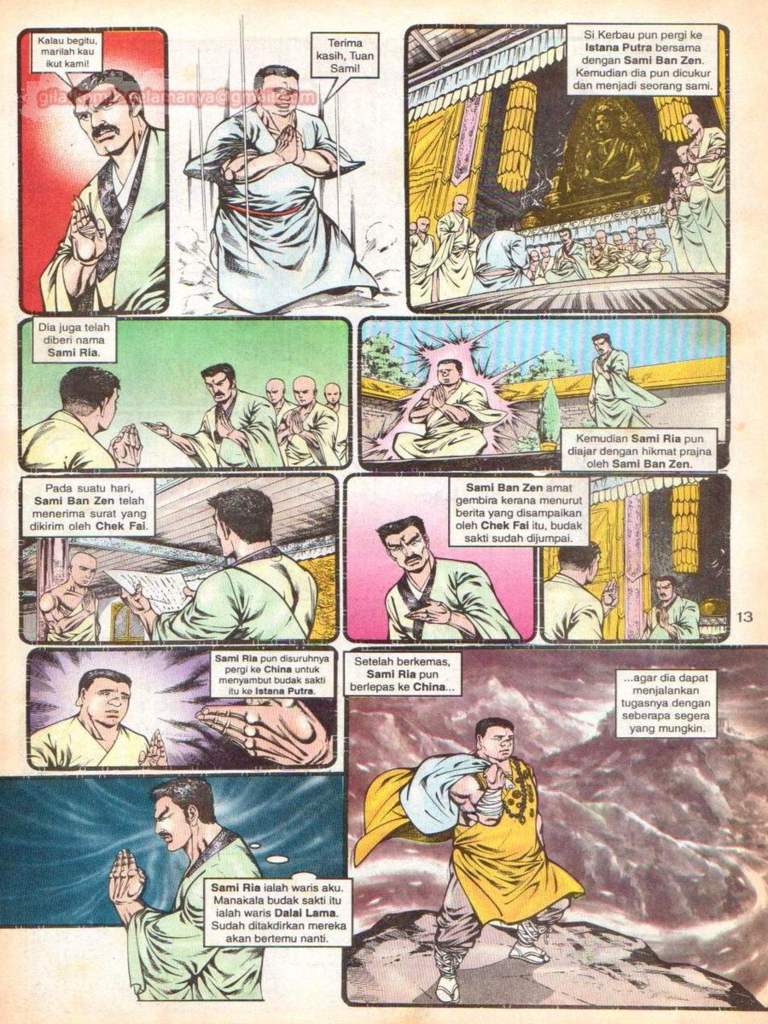 Kalau begitu,
marilah kau
ikut kami!
Terima
kasih, Tuan
Sami!
Si Kerbau pun pergi ke
Istana Putra bersama
dengan Sami Ban Zen.
Kemudian dia pun dicukur
dan menjadi seorang sami.
Dia juga telah
diberi nama
Sami Ria.
Kemudian Sami Ria pun
diajar dengan hikmat prajna
oleh Sami Ban Zen.
Pada suatu hari,
Sami Ban Zen telah
menerima surat yang
dikirim oleh Chek Fai.
Sami Ban Zen amat
gembira kerana menurut
berita yang disampaikan
oleh Chek Fai itu, budak
sakti sudah dijumpai.
13
Sami Ria pun disuruhnya
pergi ke China untuk
menyambut budak sakti
itu ke Istana Putra.
Setelah berkemas,
Sami Ria pun
berlepas ke China...
...agar dia dapat
menjalankan
tugasnya dengan
seberapa segera
yang mungkin.
Sami Ria ialah waris aku.
Manakala budak sakti itu
ialah waris Dalai Lama.
Sudah ditakdirkan mereka
akan bertemu nanti.